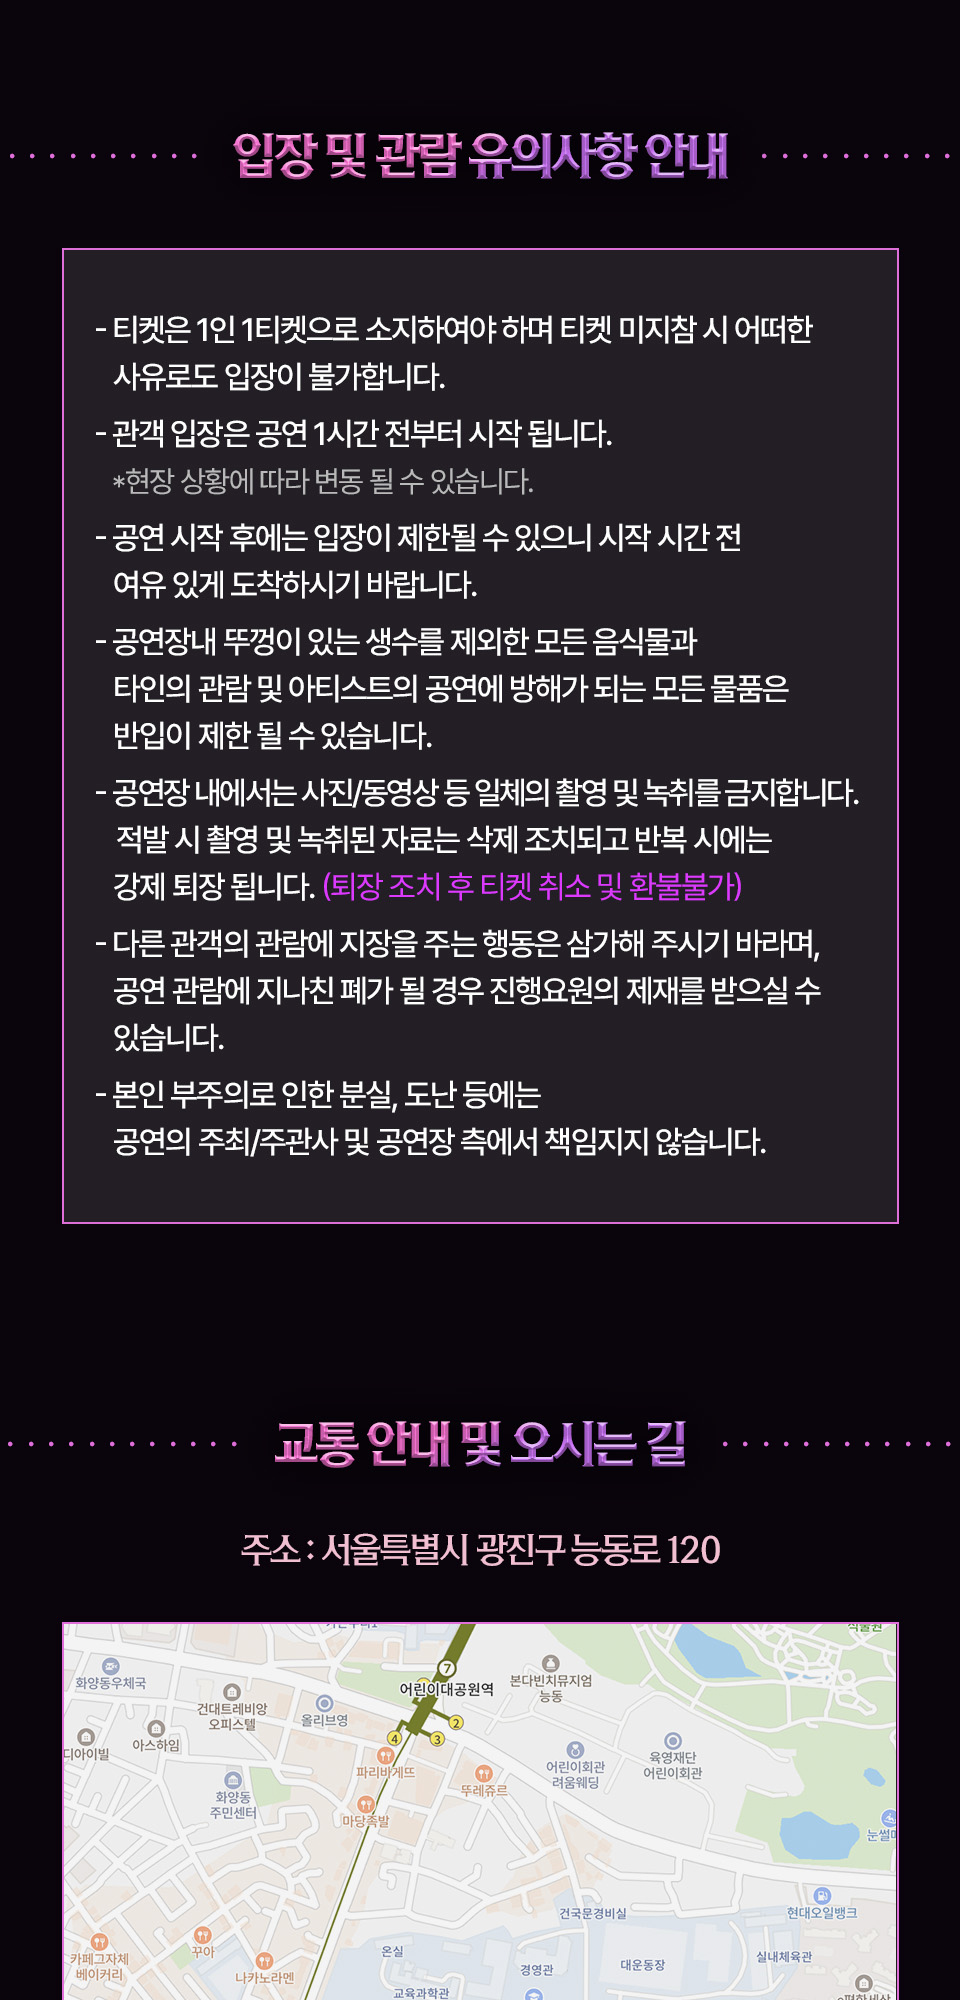 입장 및 관람 유의사항 안내
- 티켓은 1인 1티켓으로 소지하여야 하며 티켓 미지참 시 어떠한
사유로도 입장이 불가합니다.
- 관객 입장은 공연 1시간 전부터 시작 됩니다.
*현장 상황에 따라 변동 될 수 있습니다.
- 공연 시작 후에는 입장이 제한될 수 있으니 시작 시간 전
여유 있게 도착하시기 바랍니다.
- 공연장내 뚜껑이 있는 생수를 제외한 모든 음식물과
타인의 관람 및 아티스트의 공연에 방해가 되는 모든 물품은
반입이 제한 될 수 있습니다.
- 공연장 내에서는 사진/동영상 등 일체의 촬영 및 녹취를 금지합니다.
적발 시 촬영 및 녹취된 자료는 삭제 조치되고 반복 시에는
강제 퇴장 됩니다. (퇴장 조치 후 티켓 취소 및 환불불가)
- 다른 관객의 관람에 지장을 주는 행동은 삼가해 주시기 바라며,
공연 관람에 지나친 폐가 될 경우 진행요원의 제재를 받으실 수
있습니다.
- 본인 부주의로 인한 분실, 도난 등에는
공연의 주최/주관사 및 공연장 측에서 책임지지 않습니다.
교통 안내 및 오시는 길
주소 : 서울특별시 광진구 능동로 120
식물원
7
화양동우체국
어린이대공원역
본다빈치뮤지엄
능동
건대트레비앙
오피스텔
올리브영
2
4
3
디아이빌
아스하임
파리바게뜨
뚜레쥬르
어린이회관
려움웨딩
육영재단
어린이회관
화양동
주민센터
마당족발
눈썰매
건국문경비실
현대오일뱅크
카페그자체
베이커리
꾸아
나카노라멘
온실
경영관
대운동장
실내체육관
교육과학관